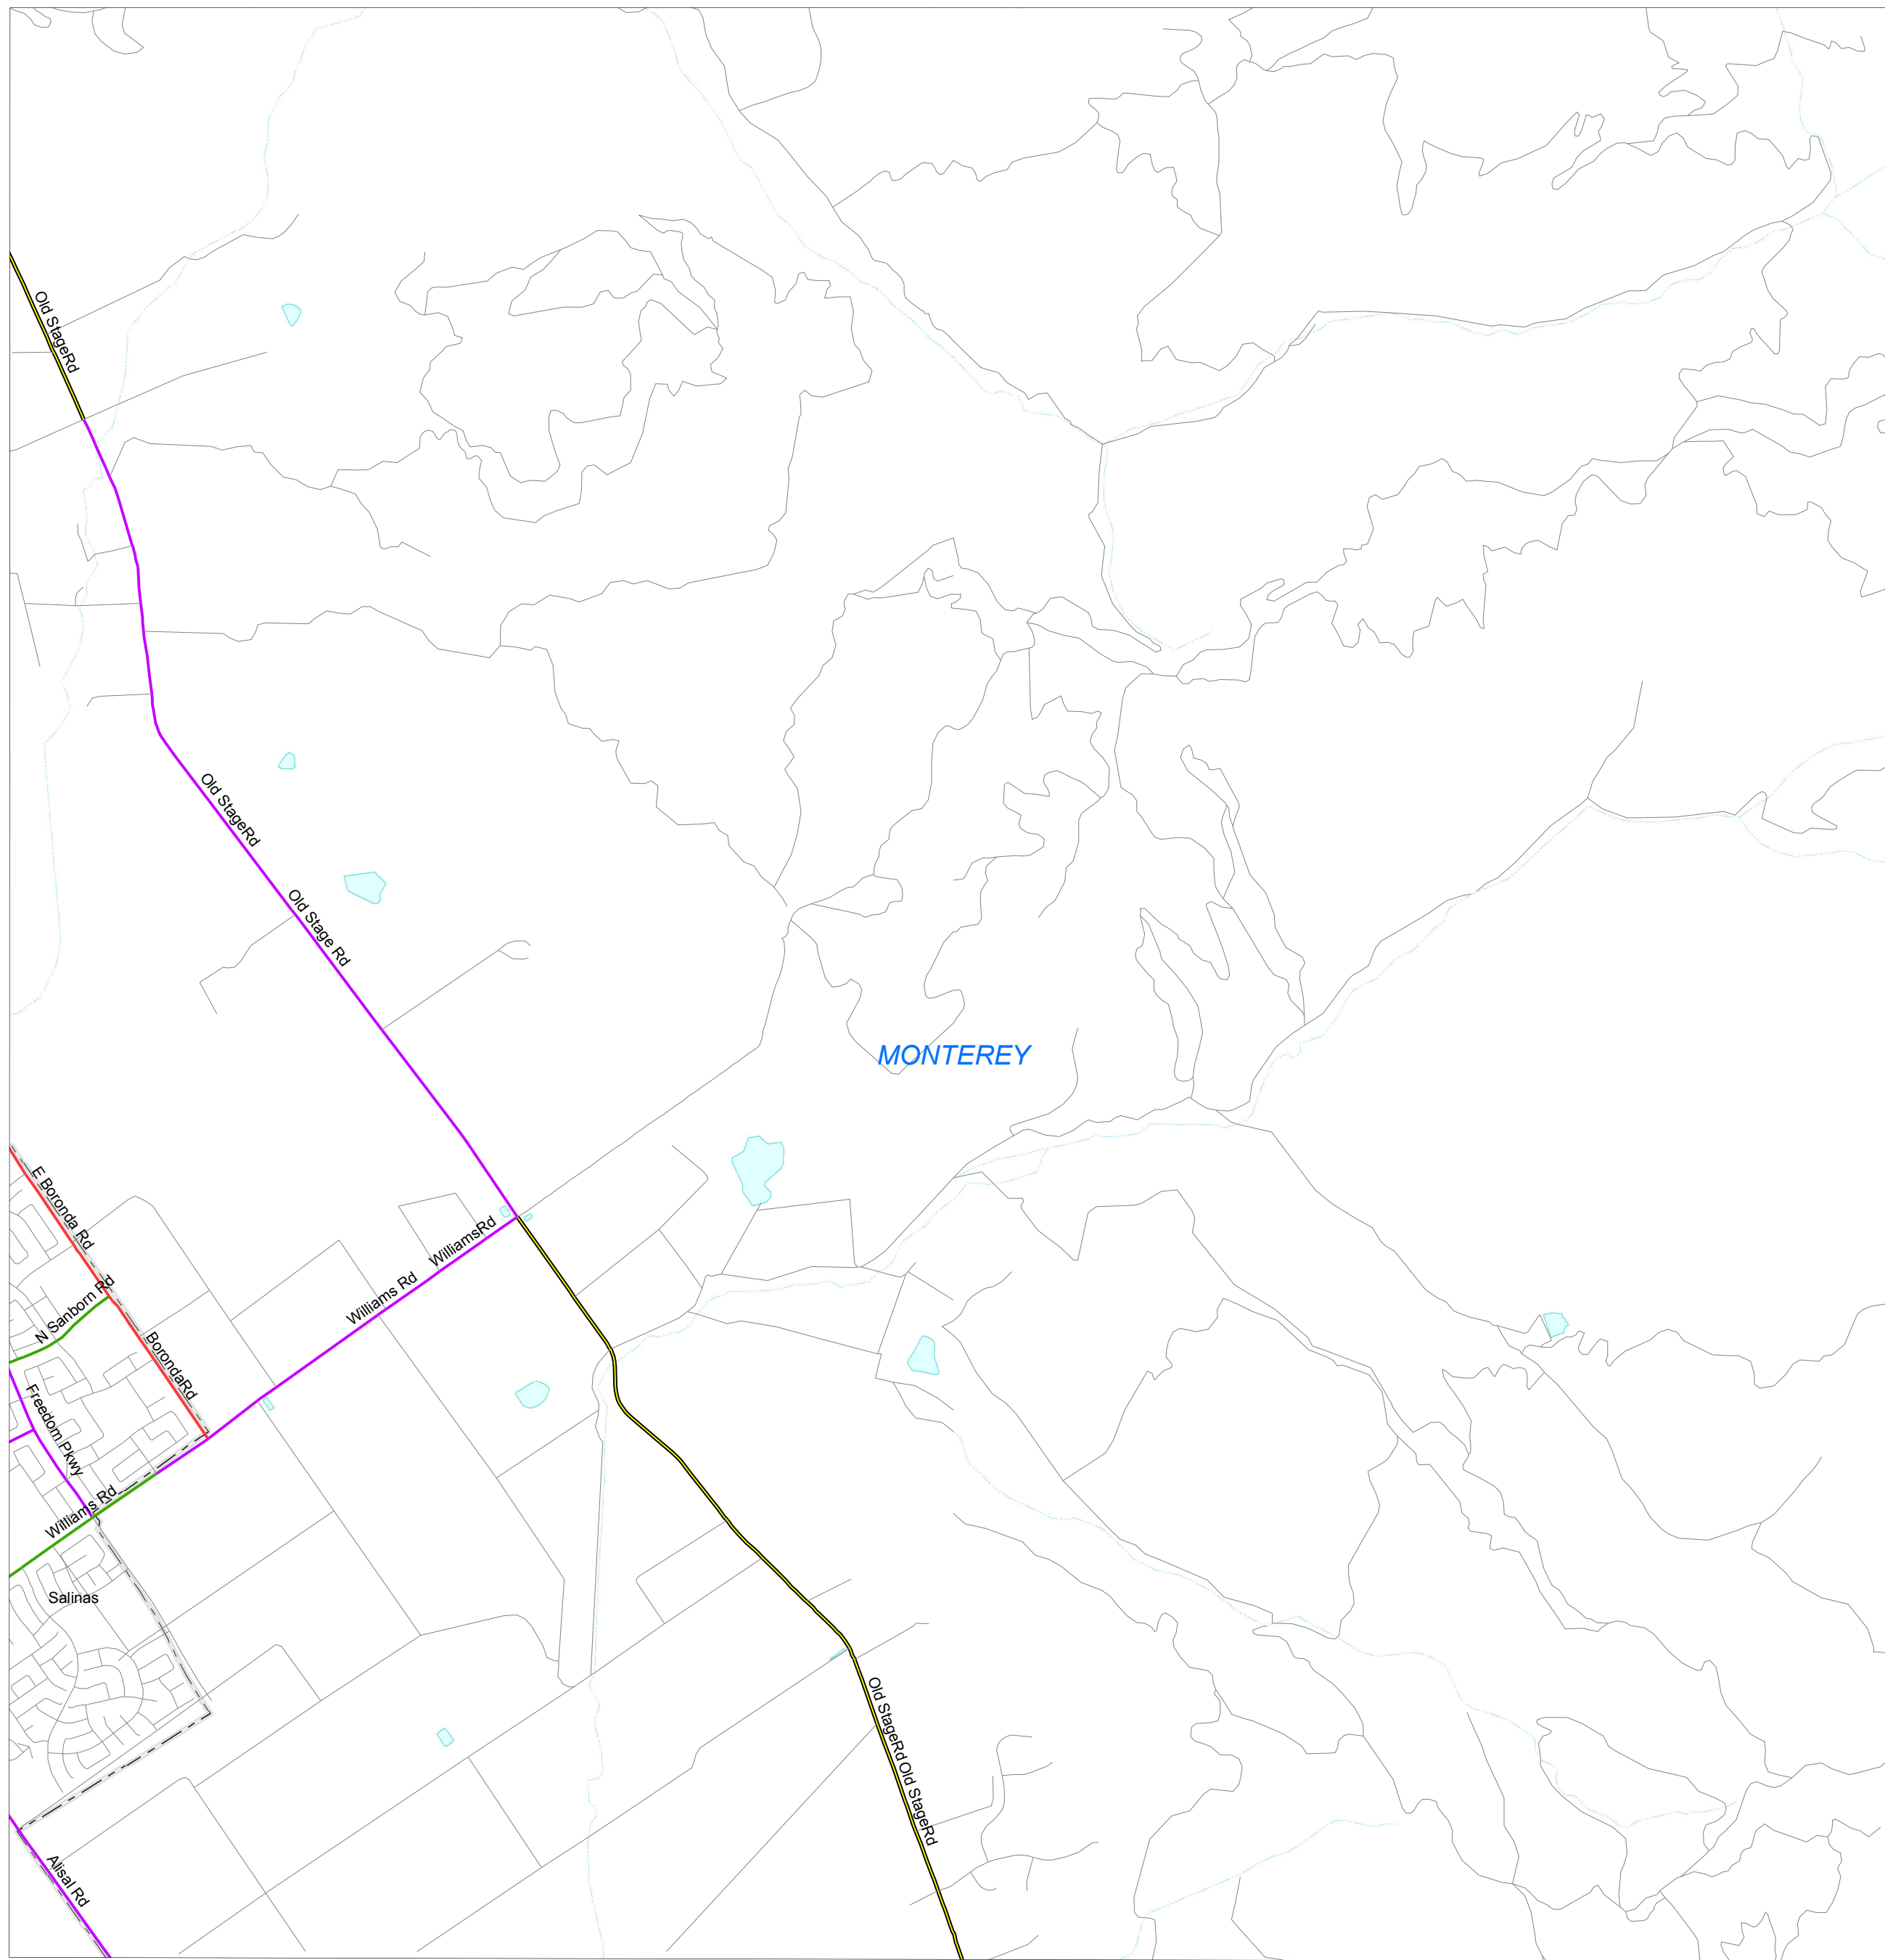 Old StageRd
Old StageRd
Old Stage Rd
MONTEREY
E Boronda Rd
WilliamsRd
Williams Rd
N Sanborn Rd
BorondaRd
Freedom Pkwy
Williams Rd
Salinas
Old StageRd
Old StageRd
Alisal Rd